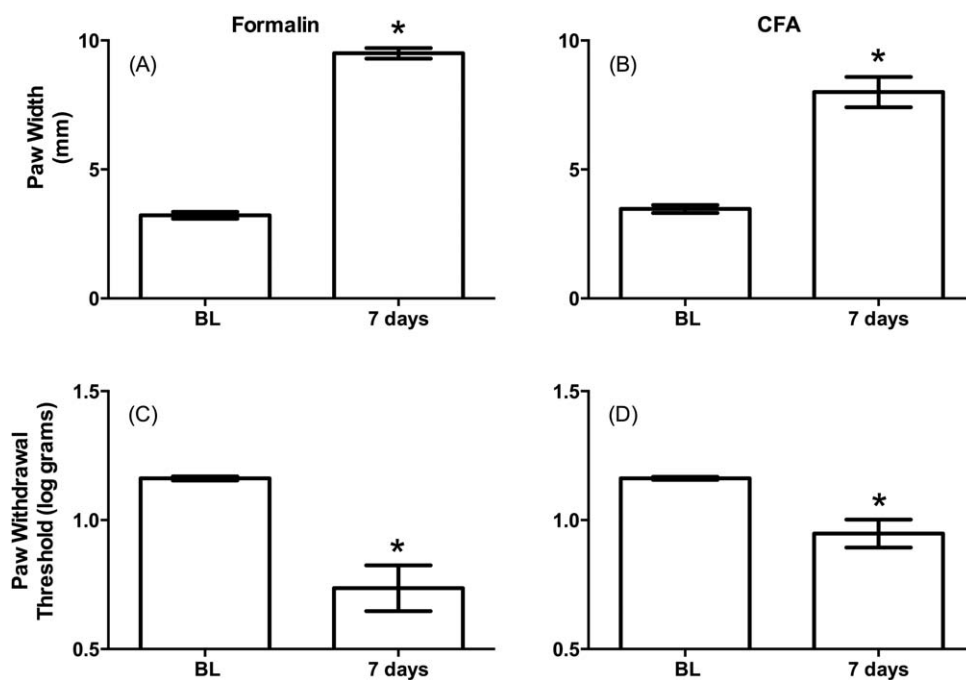 Formalin
CFA
(A)
*
Paw Width
(mm)
10
5
0
BL
7 days
(B)
*
10
5
0
BL
7 days
(C)
*
Paw Withdrawal
Threshold (log grams)
1.5
1.0
0.5
BL
7 days
(D)
*
1.5
1.0
0.5
BL
7 days